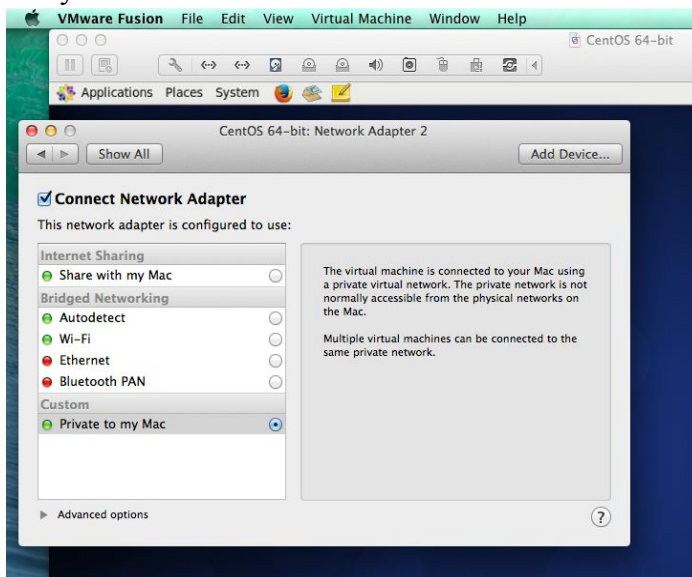 VMware Fusion File Edit View Virtual Machine Window Help
CentOS 64-bit
Applications Places System
CentOS 64-bit: Network Adapter 2
Show All Add Device...
Connect Network Adapter
This network adapter is configured to use:
Internet Sharing
Share with my Mac
Bridged Networking
Autodetect
Wi-Fi
Ethernet
Bluetooth PAN
Custom
Private to my Mac
The virtual machine is connected to your Mac using
a private virtual network. The private network is not
normally accessible from the physical networks on
the Mac.
Multiple virtual machines can be connected to the
same private network.
Advanced options
?